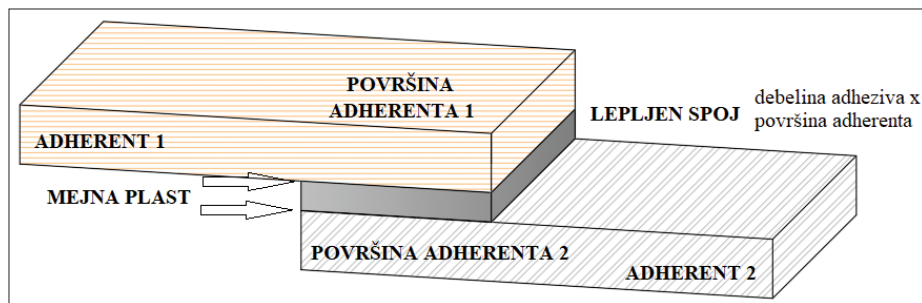 POVRŠINA
ADHERENTA 1
ADHERENT 1
LEPLJEN SPOJ
debelina adheziva x
površina adherenta
MEJNA PLAST
POVRŠINA ADHERENTA 2
ADHERENT 2